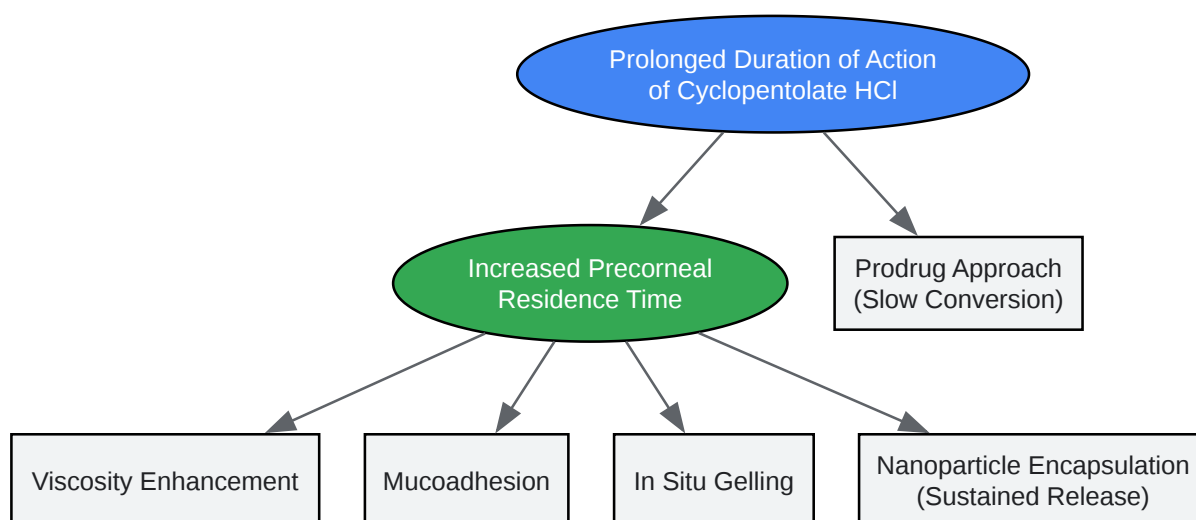 Prolonged Duration of Action
of Cyclopentolate HCl
Increased Precorneal
Residence Time
Prodrug Approach
(Slow Conversion)
Viscosity Enhancement
Mucoadhesion
In Situ Gelling
Nanoparticle Encapsulation
(Sustained Release)